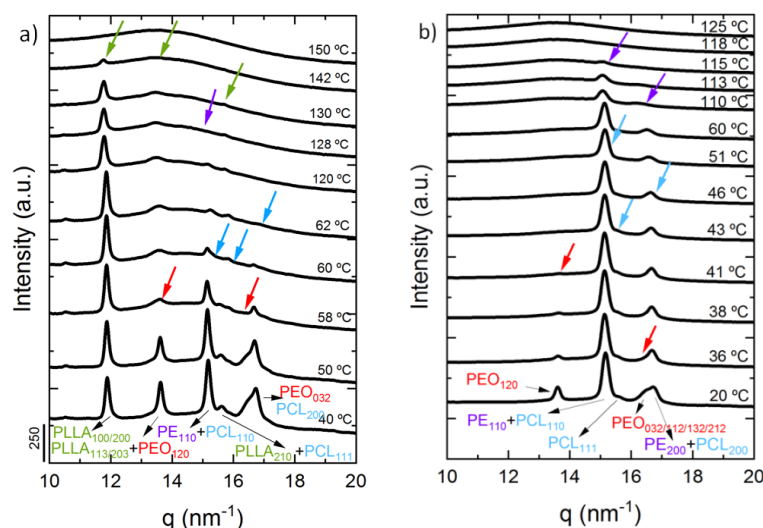 a)
150 ºC
142 ºC
130 ºC
128 ºC
120 ºC
62 ºC
60 ºC
58 ºC
50 ºC
40 ºC
PEO032
PCL200
PLLA100/200
PE110+PCL110
PLLA113/203+PEO120
PLLA210+PCL111
250
Intensity (a.u.)
10 12 14 16 18 20
q (nm-1)
b)
125 ºC
118 ºC
115 ºC
113 ºC
110 ºC
60 ºC
51 ºC
46 ºC
43 ºC
41 ºC
38 ºC
36 ºC
20 ºC
PEO120
PE110+PCL110
PEO032/112/132/212
PCL111
PE200+PCL200
Intensity (a.u.)
10 12 14 16 18 20
q (nm-1)